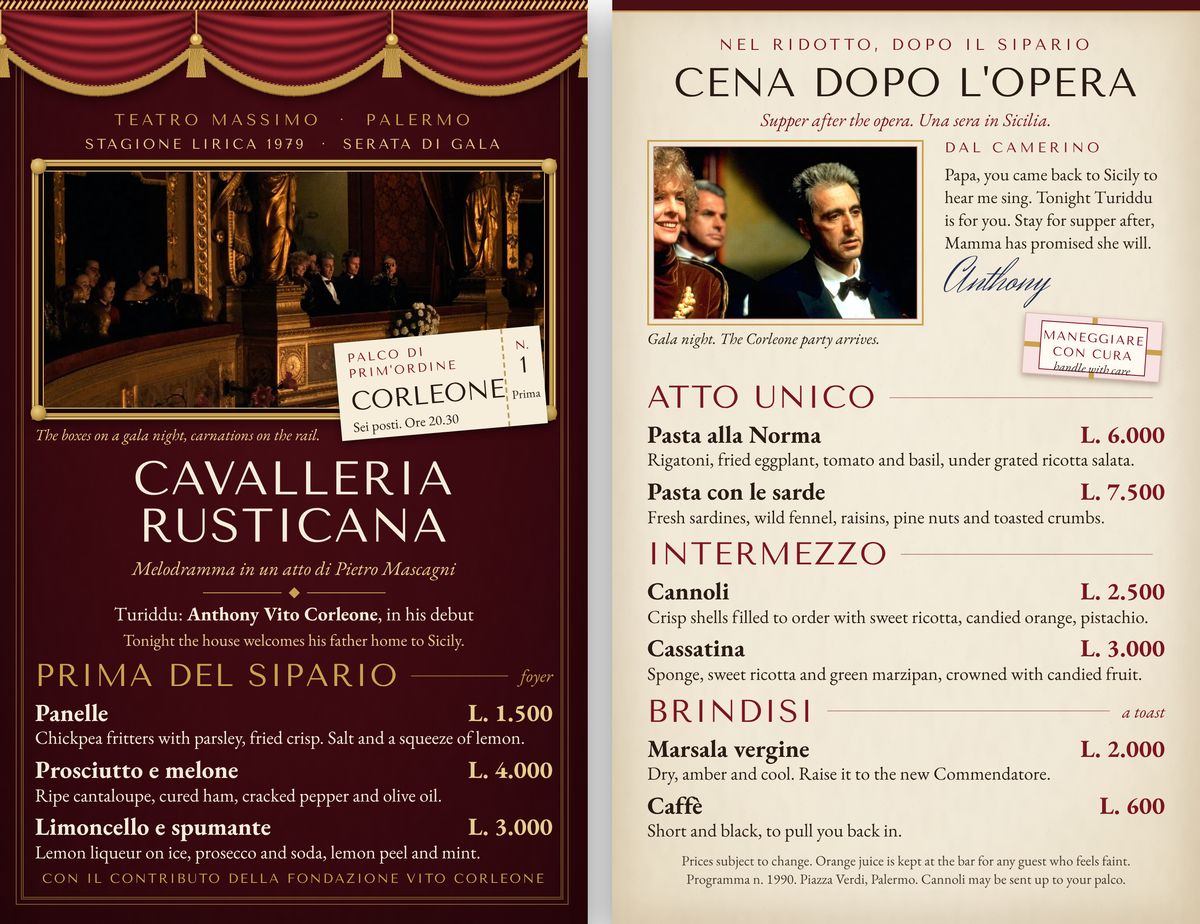 TEATRO MASSIMO · PALERMO
STAGIONE LIRICA 1979 · SERATA DI GALA
PALCO DI
PRIM'ORDINE
CORLEONE
Sei posti. Ore 20.30
N.
1
Prima
The boxes on a gala night, carnations on the rail.
CAVALLERIA
RUSTICANA
Melodramma in un atto di Pietro Mascagni
Turiddu: Anthony Vito Corleone, in his debut
Tonight the house welcomes his father home to Sicily.
PRIMA DEL SIPARIO foyer
Panelle L. 1.500
Chickpea fritters with parsley, fried crisp. Salt and a squeeze of lemon.
Prosciutto e melone L. 4.000
Ripe cantaloupe, cured ham, cracked pepper and olive oil.
Limoncello e spumante L. 3.000
Lemon liqueur on ice, prosecco and soda, lemon peel and mint.
CON IL CONTRIBUTO DELLA FONDAZIONE VITO CORLEONE
NEL RIDOTTO, DOPO IL SIPARIO
CENA DOPO L'OPERA
Supper after the opera. Una sera in Sicilia.
DAL CAMERINO
Papa, you came back to Sicily to
hear me sing. Tonight Turiddu
is for you. Stay for supper after,
Mamma has promised she will.
Anthony
Gala night. The Corleone party arrives.
MANEGGIARE
CON CURA
handle with care
ATTO UNICO
Pasta alla Norma L. 6.000
Rigatoni, fried eggplant, tomato and basil, under grated ricotta salata.
Pasta con le sarde L. 7.500
Fresh sardines, wild fennel, raisins, pine nuts and toasted crumbs.
INTERMEZZO
Cannoli L. 2.500
Crisp shells filled to order with sweet ricotta, candied orange, pistachio.
Cassatina L. 3.000
Sponge, sweet ricotta and green marzipan, crowned with candied fruit.
BRINDISI a toast
Marsala vergine L. 2.000
Dry, amber and cool. Raise it to the new Commendatore.
Caffè L. 600
Short and black, to pull you back in.
Prices subject to change. Orange juice is kept at the bar for any guest who feels faint.
Programma n. 1990. Piazza Verdi, Palermo. Cannoli may be sent up to your palco.